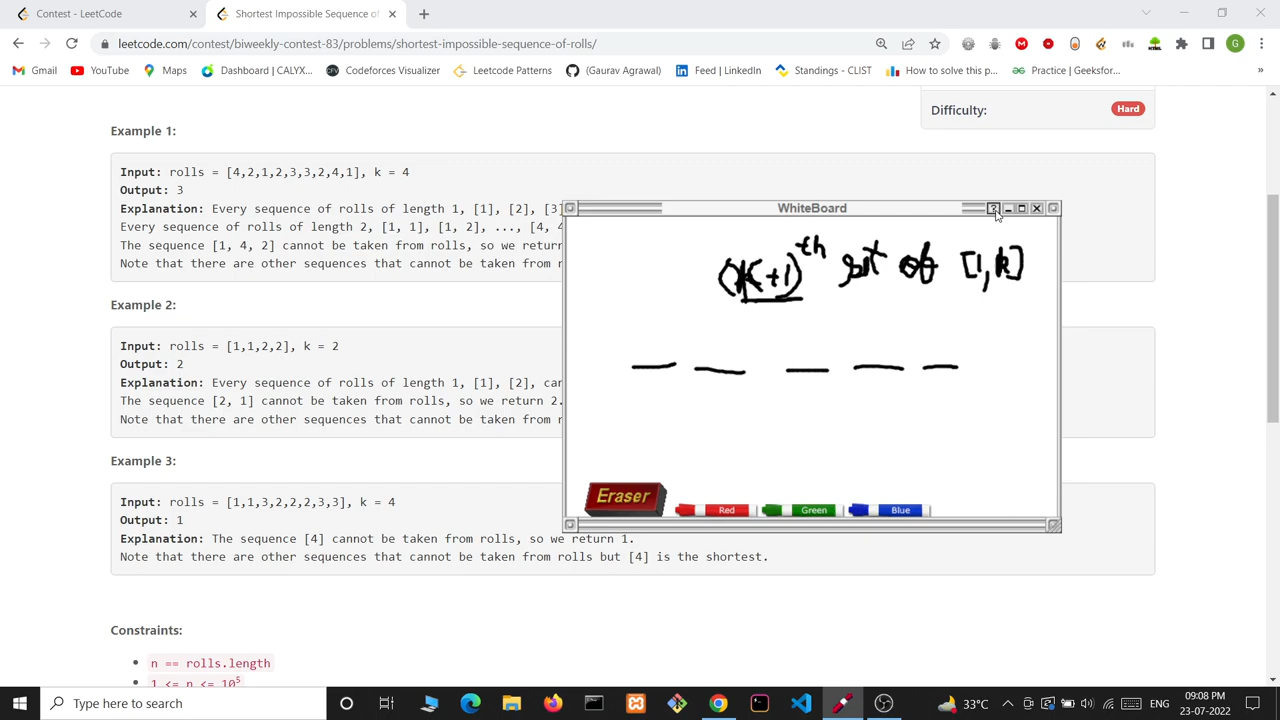 Contest - LeetCode
Shortest Impossible Sequence of
leetcode.com/contest/biweekly-contest-83/problems/shortest-impossible-sequence-of-rolls/
G
Gmail YouTube Maps Dashboard | CALYX... Codeforces Visualizer Leetcode Patterns (Gaurav Agrawal) Feed | LinkedIn Standings - CLIST How to solve this p... Practice | Geeksfor... »
Difficulty: Hard
Example 1:
Input: rolls = [4,2,1,2,3,3,2,4,1], k = 4
Output: 3
Explanation: Every sequence of rolls of length 1, [1], [2], [3]
Every sequence of rolls of length 2, [1, 1], [1, 2], ..., [4, 4
The sequence [1, 4, 2] cannot be taken from rolls, so we return
Note that there are other sequences that cannot be taken from r
WhiteBoard
(K+1)th set of [1,k]
Example 2:
Input: rolls = [1,1,2,2], k = 2
Output: 2
Explanation: Every sequence of rolls of length 1, [1], [2], can
The sequence [2, 1] cannot be taken from rolls, so we return 2.
Note that there are other sequences that cannot be taken from r
Eraser
Red Green Blue
Example 3:
Input: rolls = [1,1,3,2,2,2,3,3], k = 4
Output: 1
Explanation: The sequence [4] cannot be taken from rolls, so we return 1.
Note that there are other sequences that cannot be taken from rolls but [4] is the shortest.
Constraints:
n == rolls.length
1 <= n <= 10⁵
Type here to search
33°C ENG 09:08 PM
23-07-2022